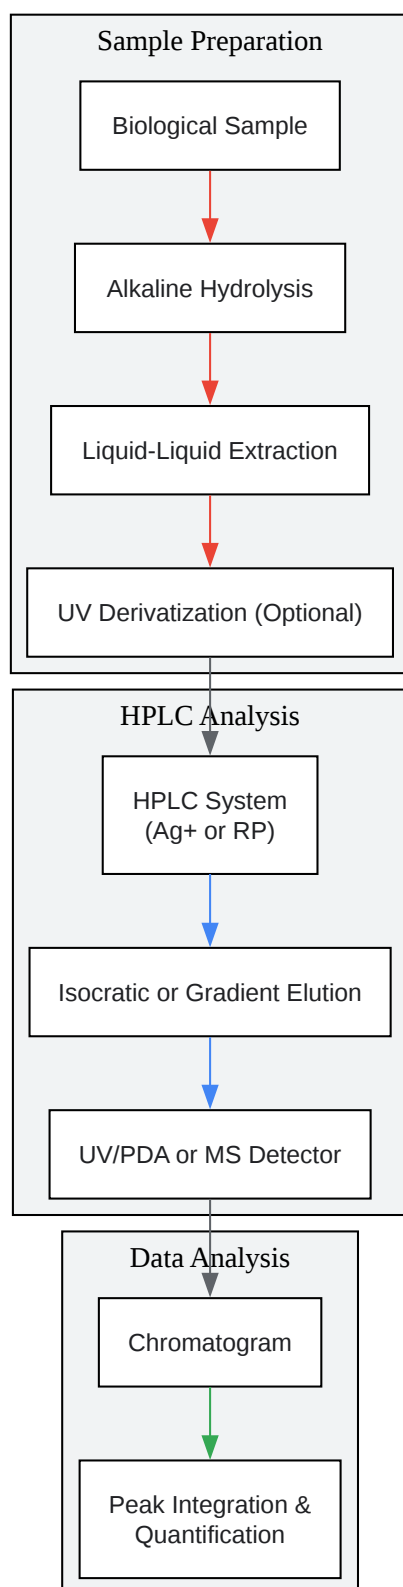 Sample Preparation
Biological Sample
Alkaline Hydrolysis
Liquid-Liquid Extraction
UV Derivatization (Optional)
HPLC Analysis
HPLC System
(Ag+ or RP)
Isocratic or Gradient Elution
UV/PDA or MS Detector
Data Analysis
Chromatogram
Peak Integration &
Quantification